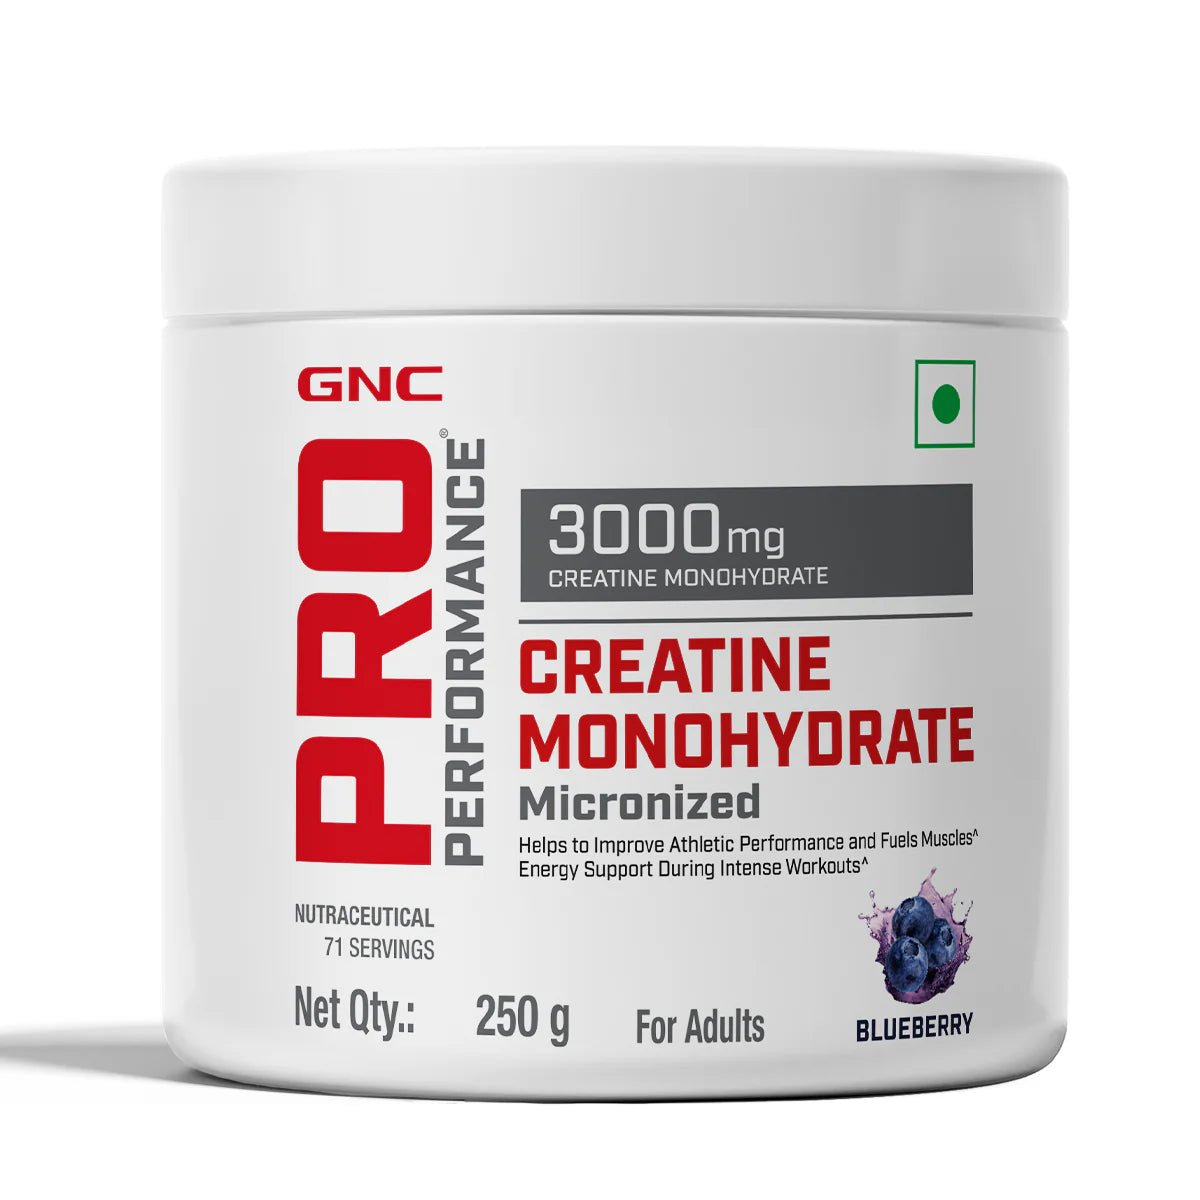 GNC
PRO
PERFORMANCE®
3000mg
CREATINE MONOHYDRATE
CREATINE
MONOHYDRATE
Micronized
Helps to Improve Athletic Performance and Fuels Muscles^
Energy Support During Intense Workouts^
NUTRACEUTICAL
71 SERVINGS
Net Qty.: 250 g
For Adults
BLUEBERRY